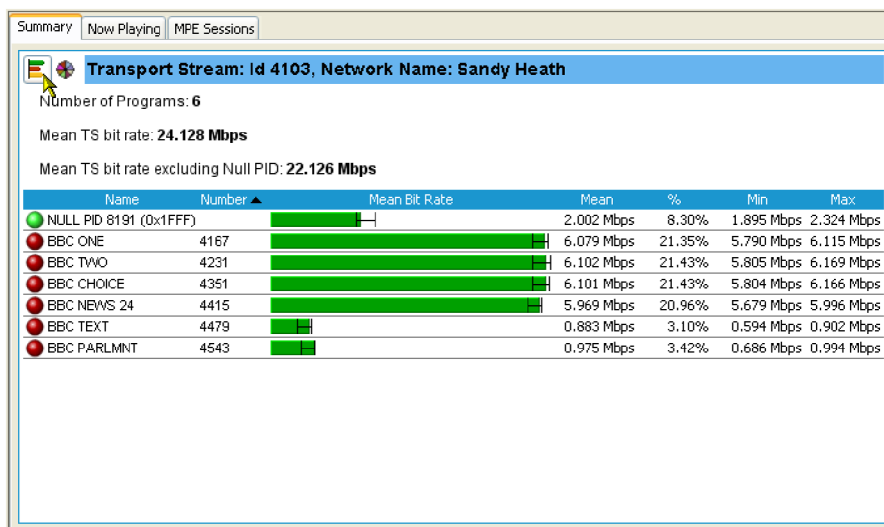 Summary Now Playing MPE Sessions
Transport Stream: Id 4103, Network Name: Sandy Heath
Number of Programs: 6
Mean TS bit rate: 24.128 Mbps
Mean TS bit rate excluding Null PID: 22.126 Mbps
Name Number Mean Bit Rate Mean % Min Max
NULL PID 8191 (0x1FFF) 2.002 Mbps 8.30% 1.895 Mbps 2.324 Mbps
BBC ONE 4167 6.079 Mbps 21.35% 5.790 Mbps 6.115 Mbps
BBC TWO 4231 6.102 Mbps 21.43% 5.805 Mbps 6.169 Mbps
BBC CHOICE 4351 6.101 Mbps 21.43% 5.804 Mbps 6.166 Mbps
BBC NEWS 24 4415 5.969 Mbps 20.96% 5.679 Mbps 5.996 Mbps
BBC TEXT 4479 0.883 Mbps 3.10% 0.594 Mbps 0.902 Mbps
BBC PARLMNT 4543 0.975 Mbps 3.42% 0.686 Mbps 0.994 Mbps